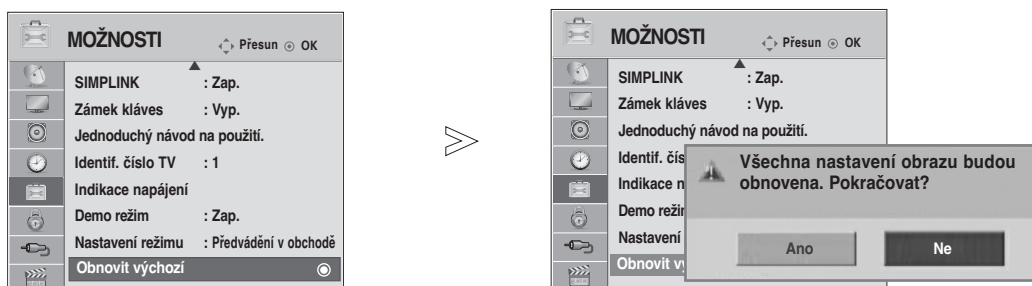 MOŽNOSTI
Přesun OK
SIMPLINK : Zap.
Zámek kláves : Vyp.
Jednoduchý návod na použití.
Identif. číslo TV : 1
Indikace napájení
Demo režim : Zap.
Nastavení režimu : Předvádění v obchodě
Obnovit výchozí
MOŽNOSTI
Přesun OK
SIMPLINK : Zap.
Zámek kláves : Vyp.
Jednoduchý návod na použití.
Identif. čís
Indikace n
Demo reži
Nastavení
Obnovit v
Všechna nastavení obrazu budou
obnovena. Pokračovat?
Ano Ne